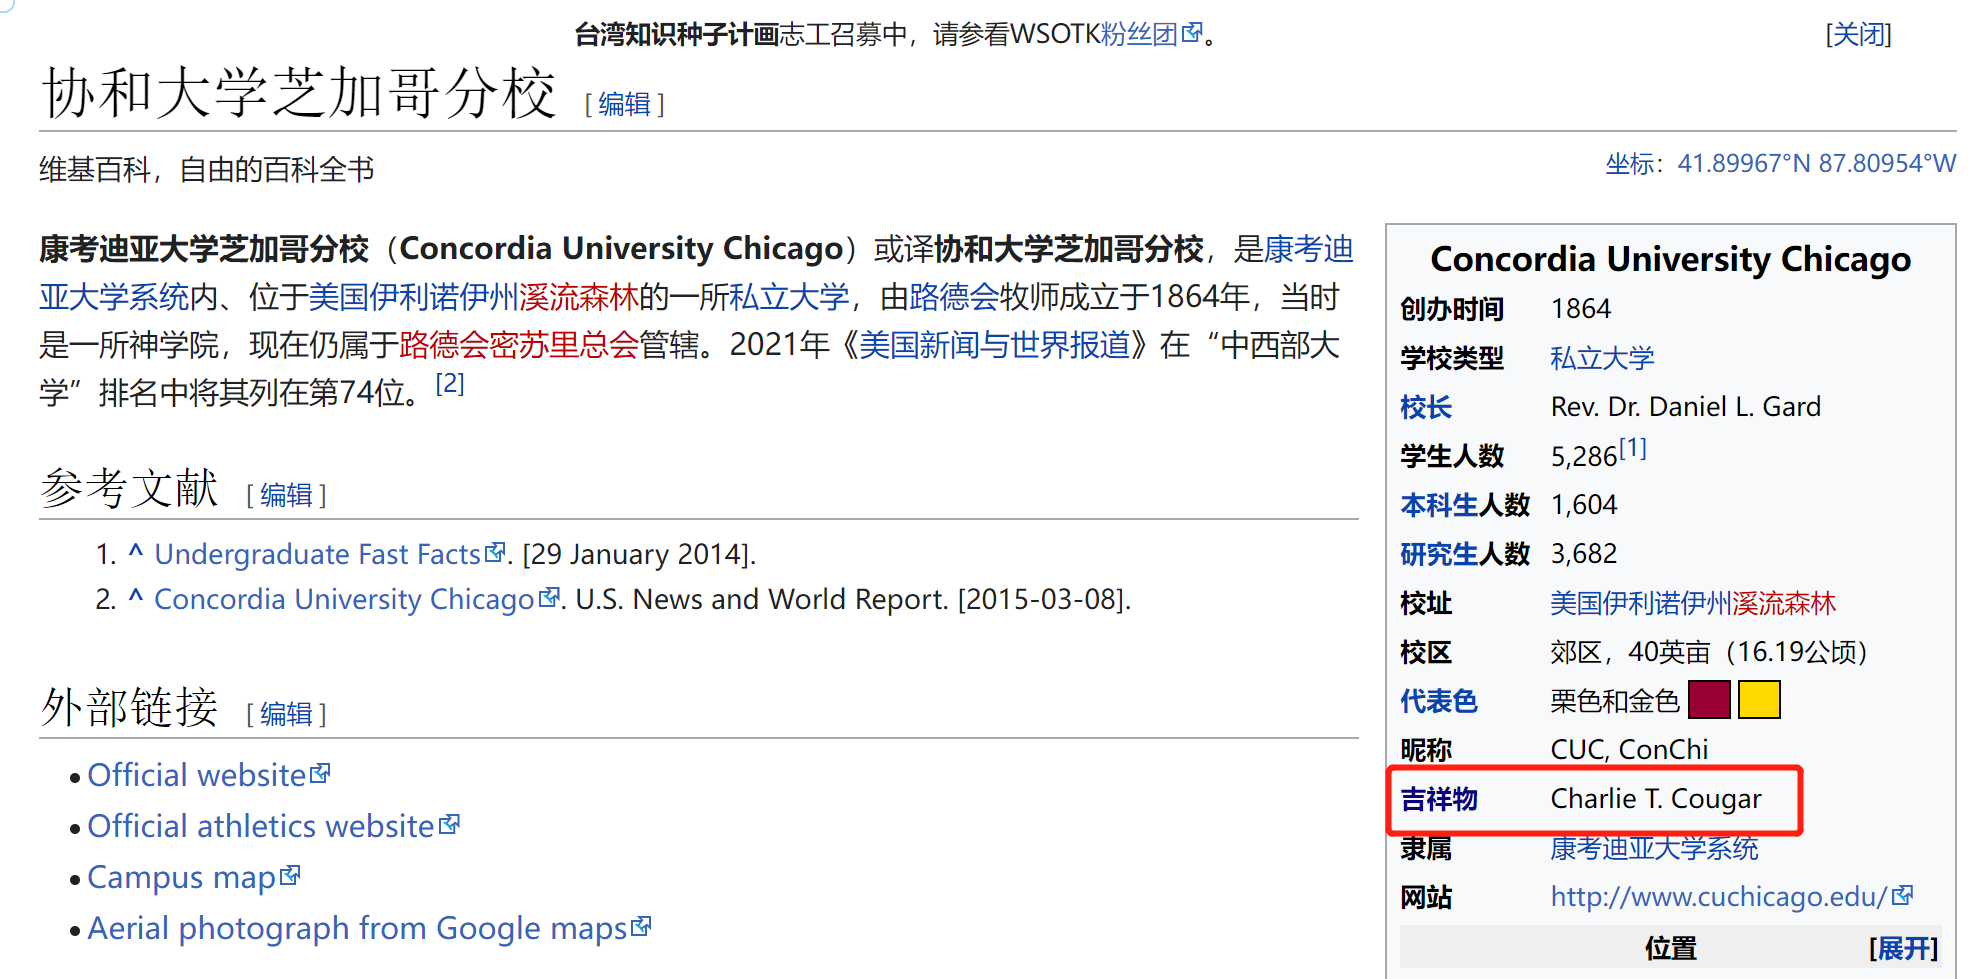 台湾知识种子计画志工召募中，请参看WSOTK粉丝团。
[关闭]
协和大学芝加哥分校 [ 编辑 ]
维基百科，自由的百科全书
坐标：41.89967°N 87.80954°W
康考迪亚大学芝加哥分校（Concordia University Chicago）或译协和大学芝加哥分校，是康考迪
亚大学系统内、位于美国伊利诺伊州溪流森林的一所私立大学，由路德会牧师成立于1864年，当时
是一所神学院，现在仍属于路德会密苏里总会管辖。2021年《美国新闻与世界报道》在“中西部大
学”排名中将其列在第74位。[2]
参考文献 [ 编辑 ]
1. ^ Undergraduate Fast Facts. [29 January 2014].
2. ^ Concordia University Chicago. U.S. News and World Report. [2015-03-08].
外部链接 [ 编辑 ]
• Official website
• Official athletics website
• Campus map
• Aerial photograph from Google maps
Concordia University Chicago
创办时间 1864
学校类型 私立大学
校长 Rev. Dr. Daniel L. Gard
学生人数 5,286[1]
本科生人数 1,604
研究生人数 3,682
校址 美国伊利诺伊州溪流森林
校区 郊区，40英亩（16.19公顷）
代表色 栗色和金色
昵称 CUC, ConChi
吉祥物 Charlie T. Cougar
隶属 康考迪亚大学系统
网站 http://www.cuchicago.edu/
位置 [展开]